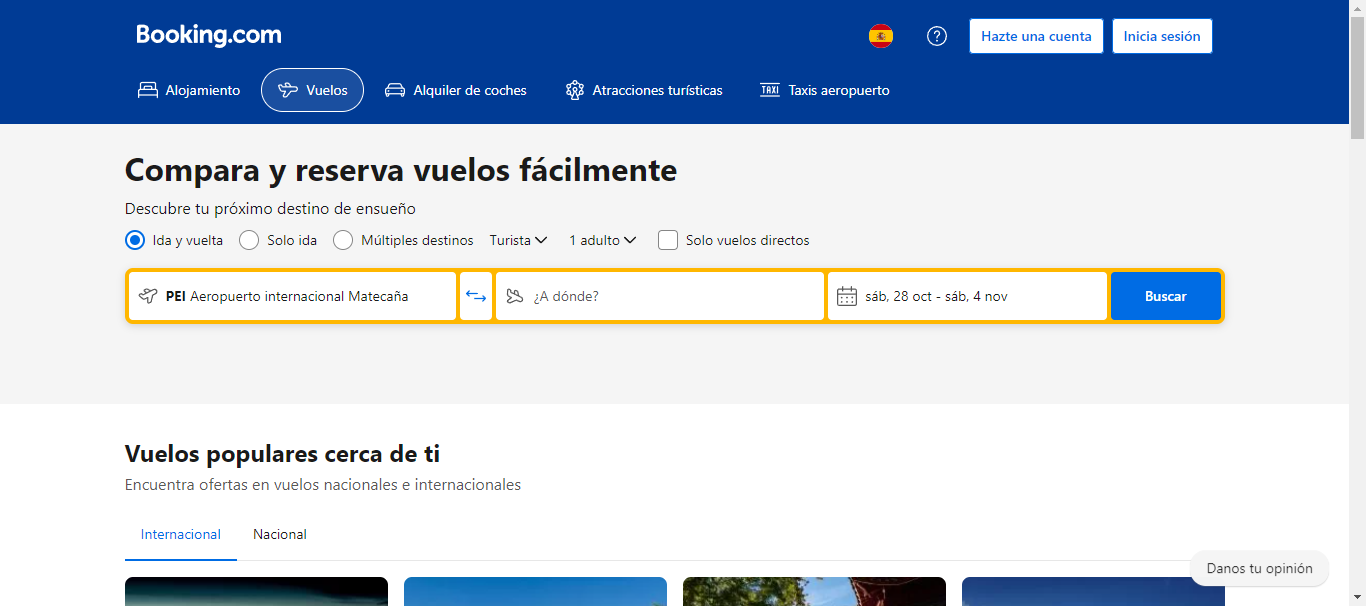 Booking.com
Hazte una cuenta
Inicia sesión
Alojamiento
Vuelos
Alquiler de coches
Atracciones turísticas
TAXI Taxis aeropuerto
Compara y reserva vuelos fácilmente
Descubre tu próximo destino de ensueño
Ida y vuelta
Solo ida
Múltiples destinos
Turista
1 adulto
Solo vuelos directos
PEI Aeropuerto internacional Matecaña
¿A dónde?
sáb, 28 oct - sáb, 4 nov
Buscar
Vuelos populares cerca de ti
Encuentra ofertas en vuelos nacionales e internacionales
Internacional
Nacional
Danos tu opinión